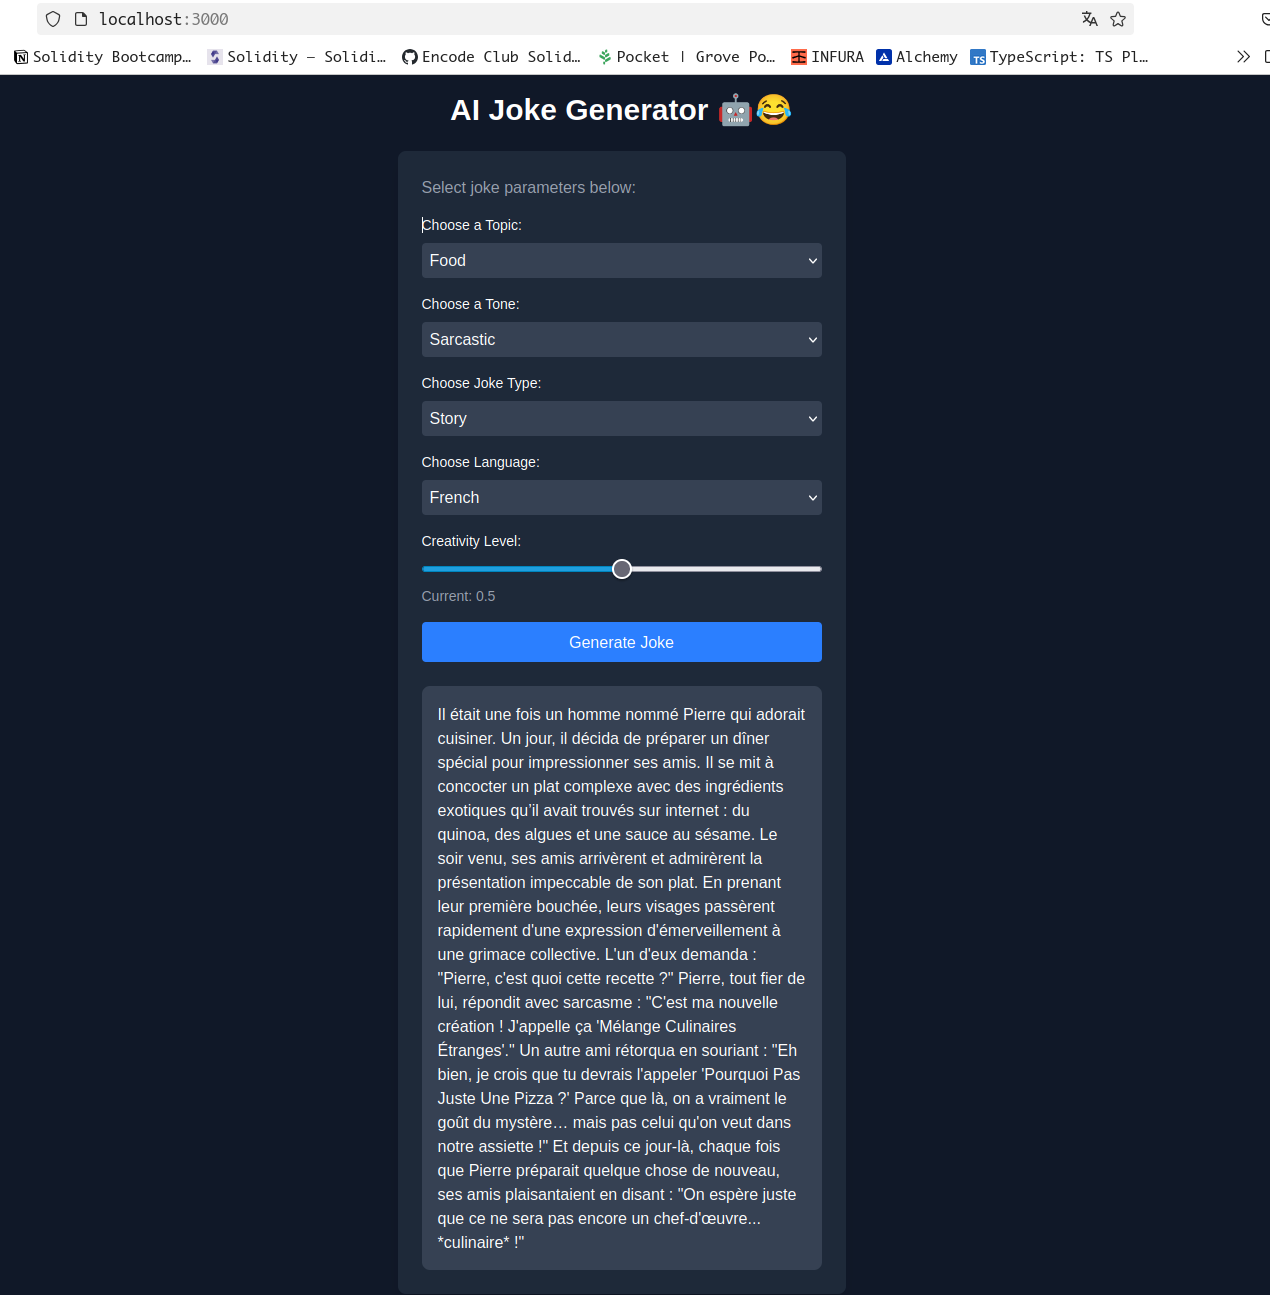 localhost:3000
Solidity Bootcamp… Solidity — Solidi… Encode Club Solid… Pocket | Grove Po… INFURA Alchemy TypeScript: TS Pl…
AI Joke Generator 🤖😂
Select joke parameters below:
Choose a Topic:
Food
Choose a Tone:
Sarcastic
Choose Joke Type:
Story
Choose Language:
French
Creativity Level:
Current: 0.5
Generate Joke
Il était une fois un homme nommé Pierre qui adorait
cuisiner. Un jour, il décida de préparer un dîner
spécial pour impressionner ses amis. Il se mit à
concocter un plat complexe avec des ingrédients
exotiques qu’il avait trouvés sur internet : du
quinoa, des algues et une sauce au sésame. Le
soir venu, ses amis arrivèrent et admirèrent la
présentation impeccable de son plat. En prenant
leur première bouchée, leurs visages passèrent
rapidement d'une expression d'émerveillement à
une grimace collective. L'un d'eux demanda :
"Pierre, c'est quoi cette recette ?" Pierre, tout fier de
lui, répondit avec sarcasme : "C'est ma nouvelle
création ! J'appelle ça 'Mélange Culinaires
Étranges'." Un autre ami rétorqua en souriant : "Eh
bien, je crois que tu devrais l'appeler 'Pourquoi Pas
Juste Une Pizza ?' Parce que là, on a vraiment le
goût du mystère… mais pas celui qu'on veut dans
notre assiette !" Et depuis ce jour-là, chaque fois
que Pierre préparait quelque chose de nouveau,
ses amis plaisantaient en disant : "On espère juste
que ce ne sera pas encore un chef-d'œuvre...
*culinaire* !"